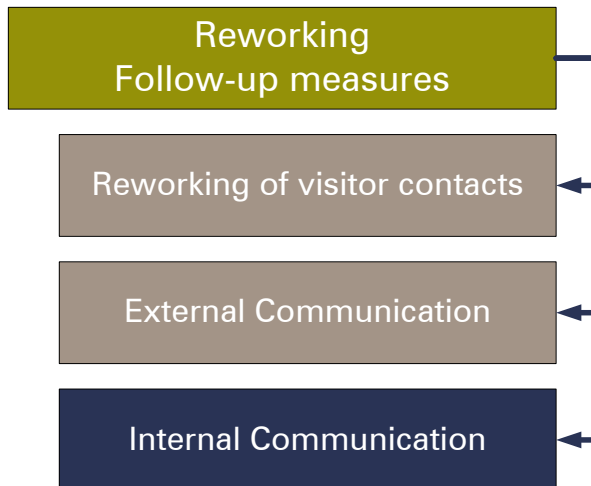 Reworking
Follow-up measures
Reworking of visitor contacts
External Communication
Internal Communication